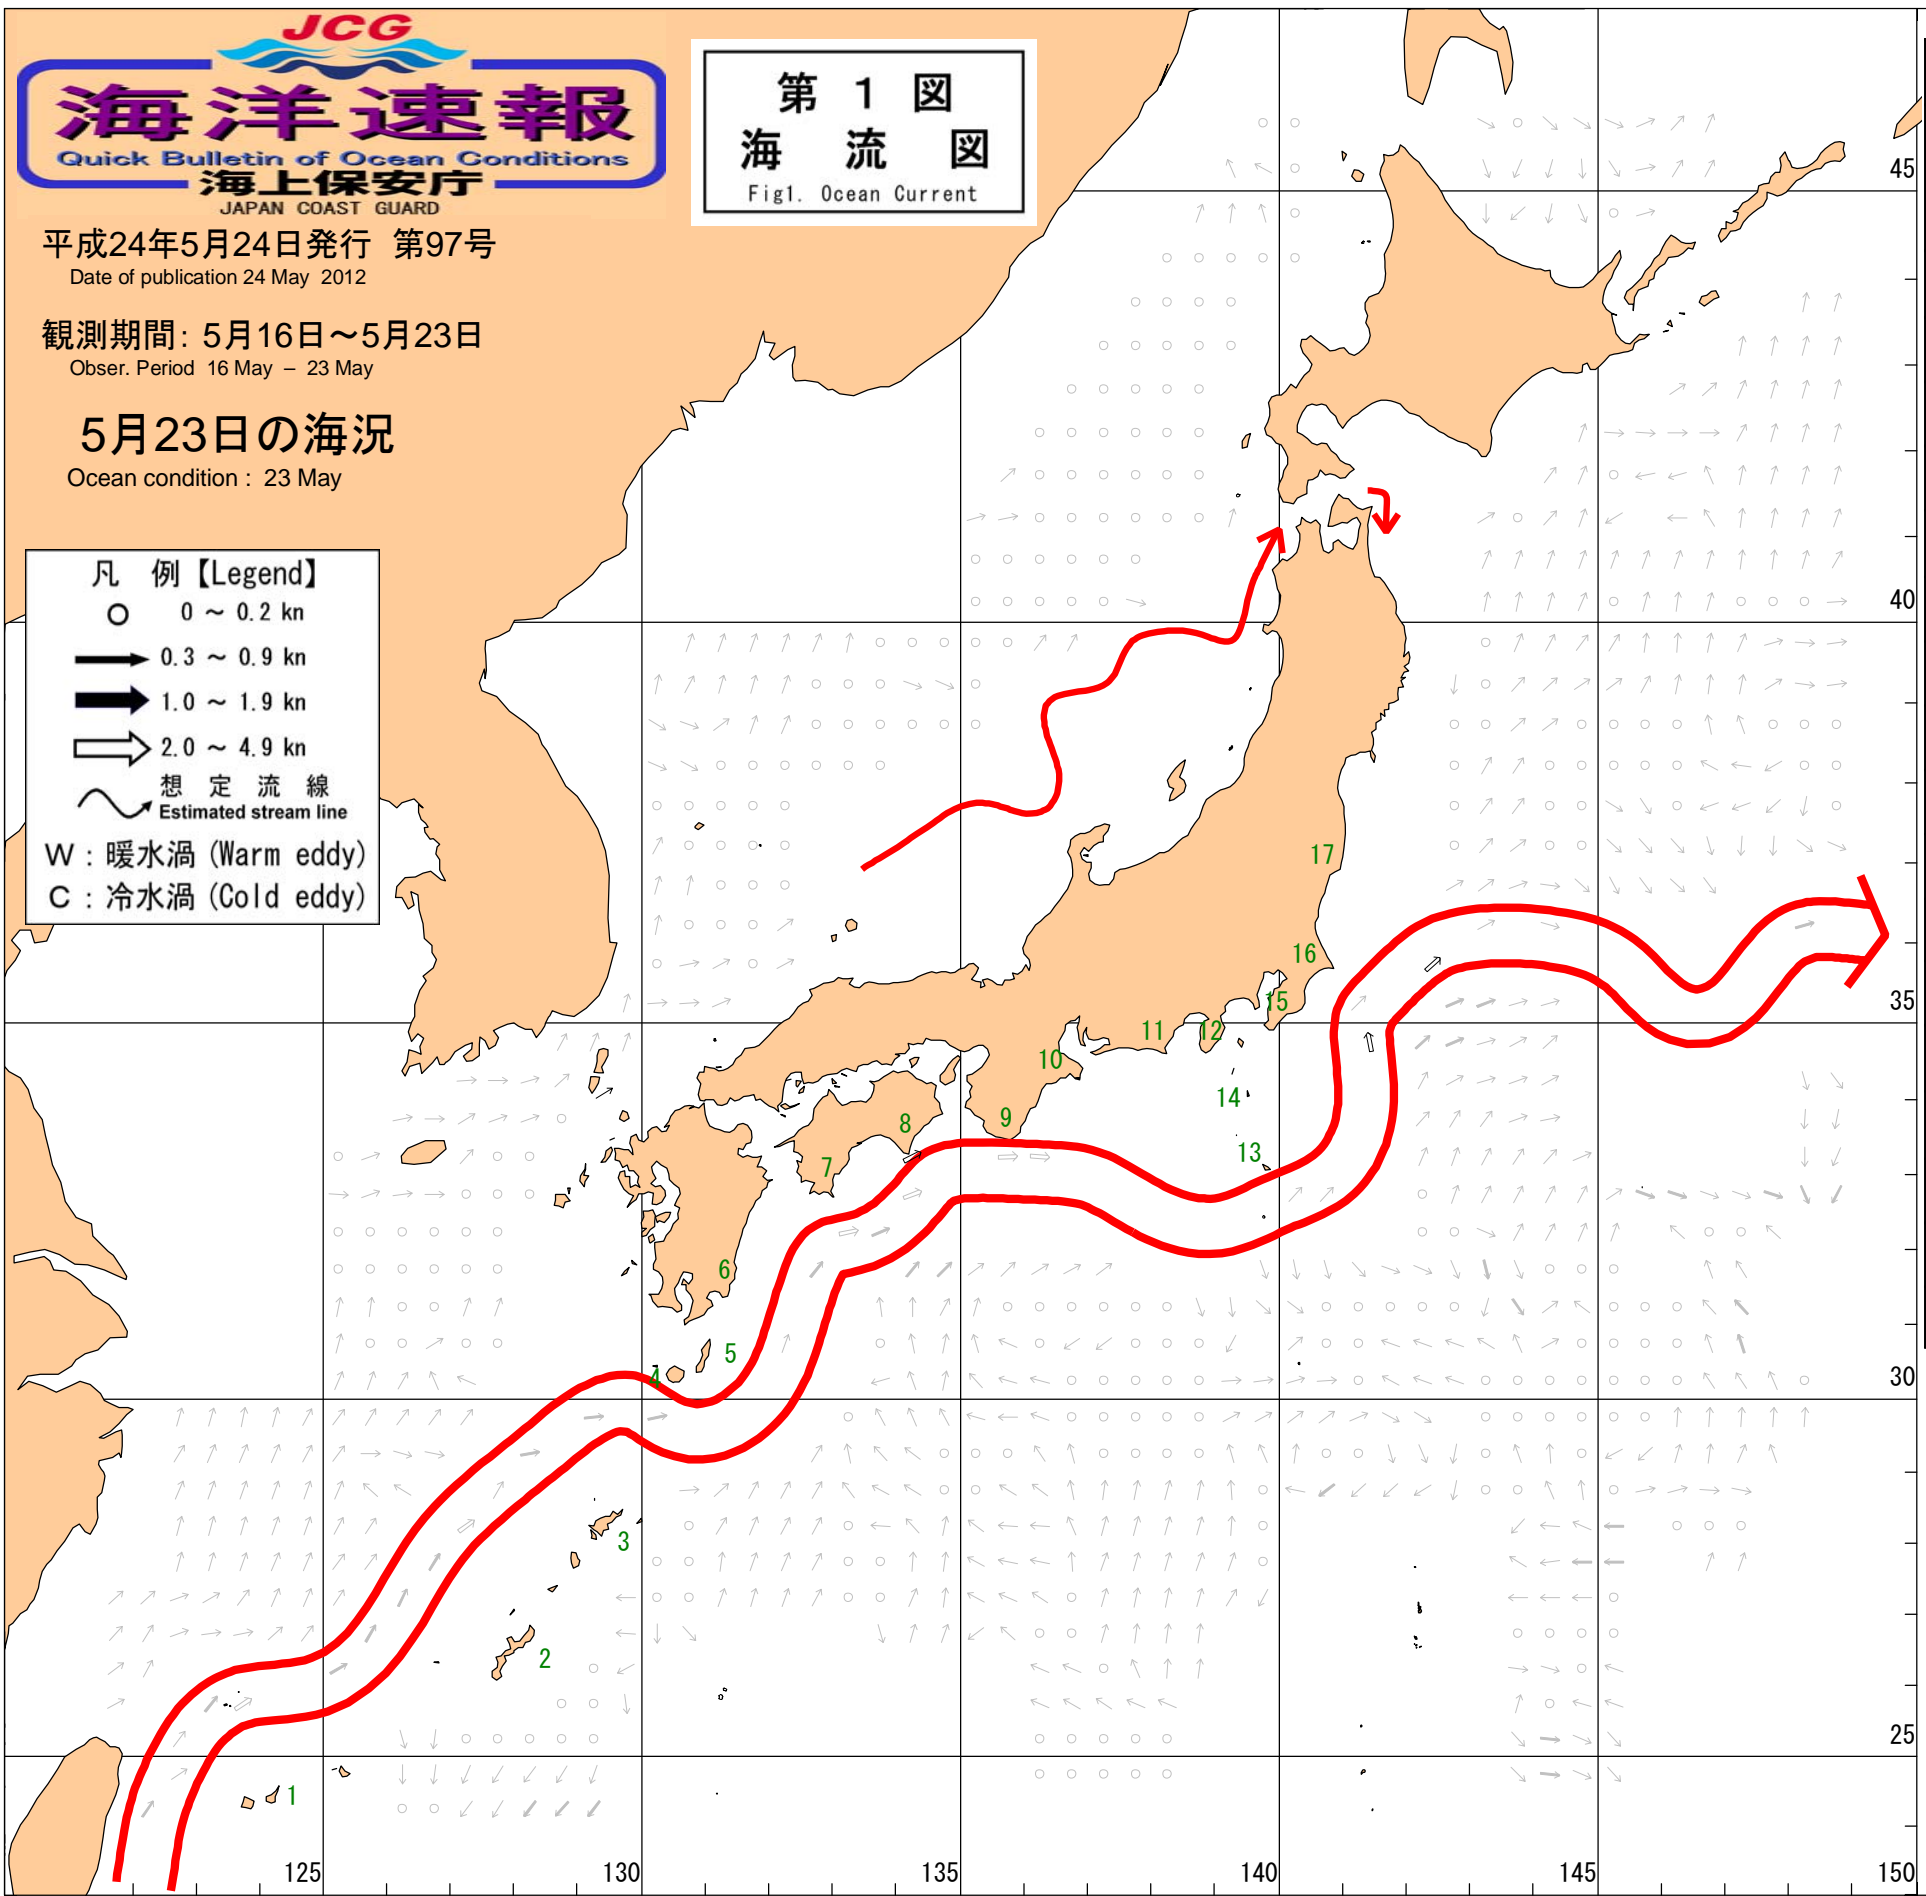 JCG
海洋速報
Quick Bulletin of Ocean Conditions
海上保安庁
JAPAN COAST GUARD
平成24年5月24日発行 第97号
Date of publication 24 May 2012
観測期間: 5月16日～5月23日
Obser. Period 16 May – 23 May
5月23日の海況
Ocean condition : 23 May
第 1 図
海 流 図
Fig1. Ocean Current
凡 例【Legend】
0 ～ 0.2 kn
0.3 ～ 0.9 kn
1.0 ～ 1.9 kn
2.0 ～ 4.9 kn
想 定 流 線
Estimated stream line
W : 暖水渦 (Warm eddy)
C : 冷水渦 (Cold eddy)
45
40
17
16
35
15
12
11
10
14
9
8
13
7
6
5
4
30
3
2
25
1
125
130
135
140
145
150